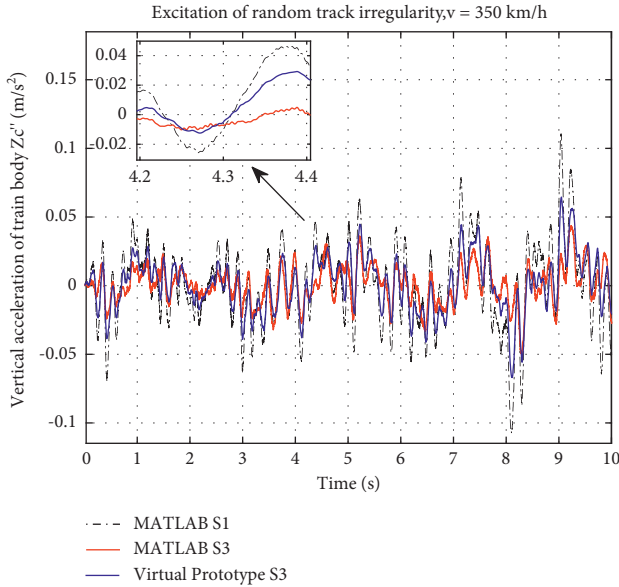 Excitation of random track irregularity,v = 350 km/h
Vertical acceleration of train body Zc" (m/s²)
0.15
0.1
0.05
0
-0.05
-0.1
0.04
0.02
0
-0.02
4.2 4.3 4.4
0 1 2 3 4 5 6 7 8 9 10
Time (s)
MATLAB S1
MATLAB S3
Virtual Prototype S3